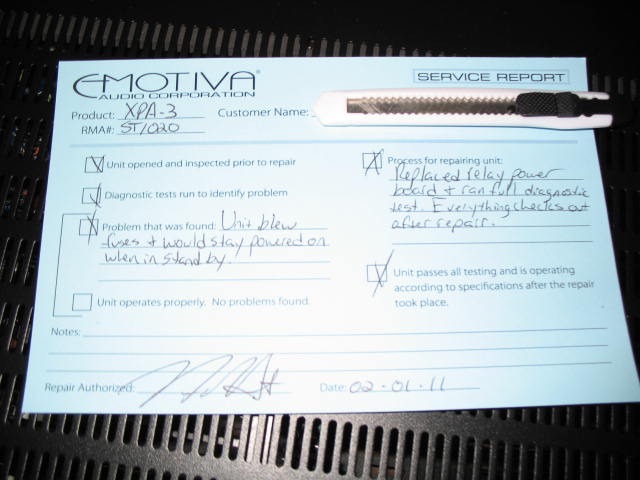 EMOTIVA®
AUDIO CORPORATION
SERVICE REPORT
Product: XPA-3 Customer Name:
RMA#: ST1020
Unit opened and inspected prior to repair
Diagnostic tests run to identify problem
Problem that was found: Unit blew
fuses + would stay powered on
when in stand by.
Unit operates properly. No problems found.
Process for repairing unit:
Replaced relay power
board + ran full diagnostic
test. Everything checks out
after repair.
Unit passes all testing and is operating
according to specifications after the repair
took place.
Notes:
Repair Authorized:
Date: 02-01-11